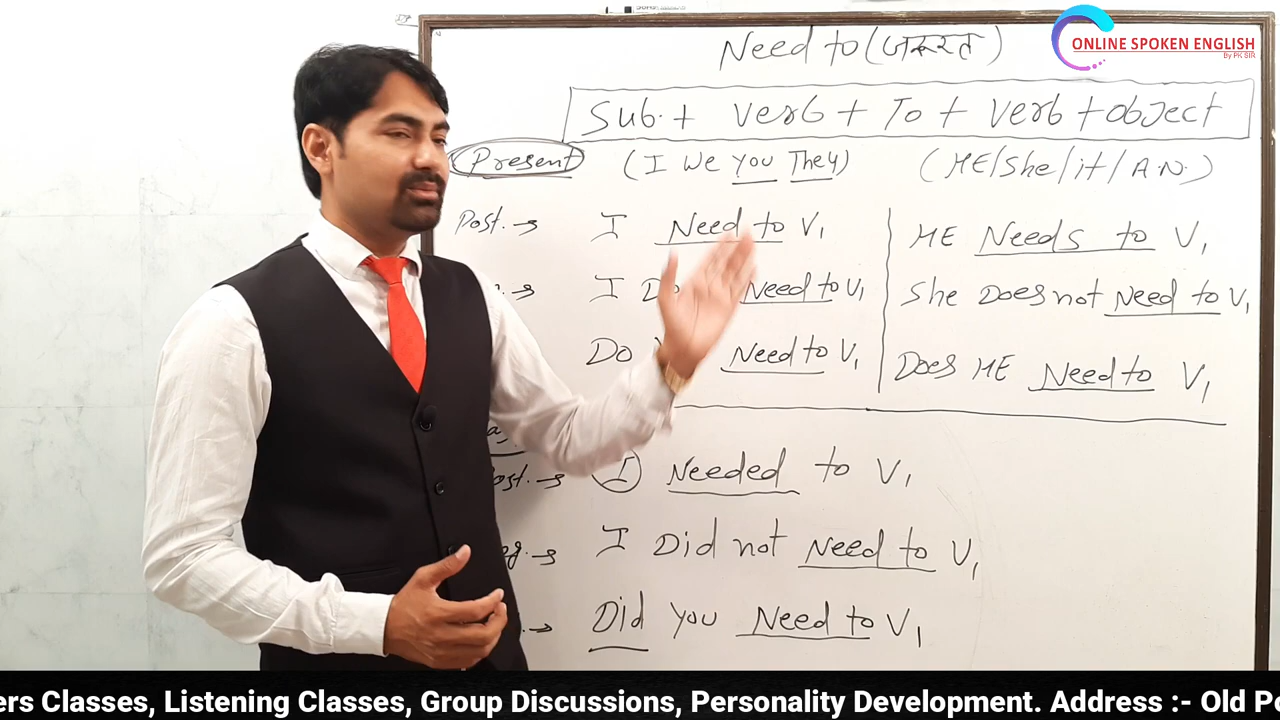 Need to (जरूरत)
ONLINE SPOKEN ENGLISH
By PK SIR
Sub. + Verb + To + Verb + object
Present (I We you They) (HE/She/it/A.N.)
Post. → I Need to V1 HE Needs to V1
I Need to V1 She Does not Need to V1
Do Need to V1 Does HE Need to V1
I Needed to V1
I Did not Need to V1
Did you Need to V1
ers Classes, Listening Classes, Group Discussions, Personality Development. Address :- Old Po